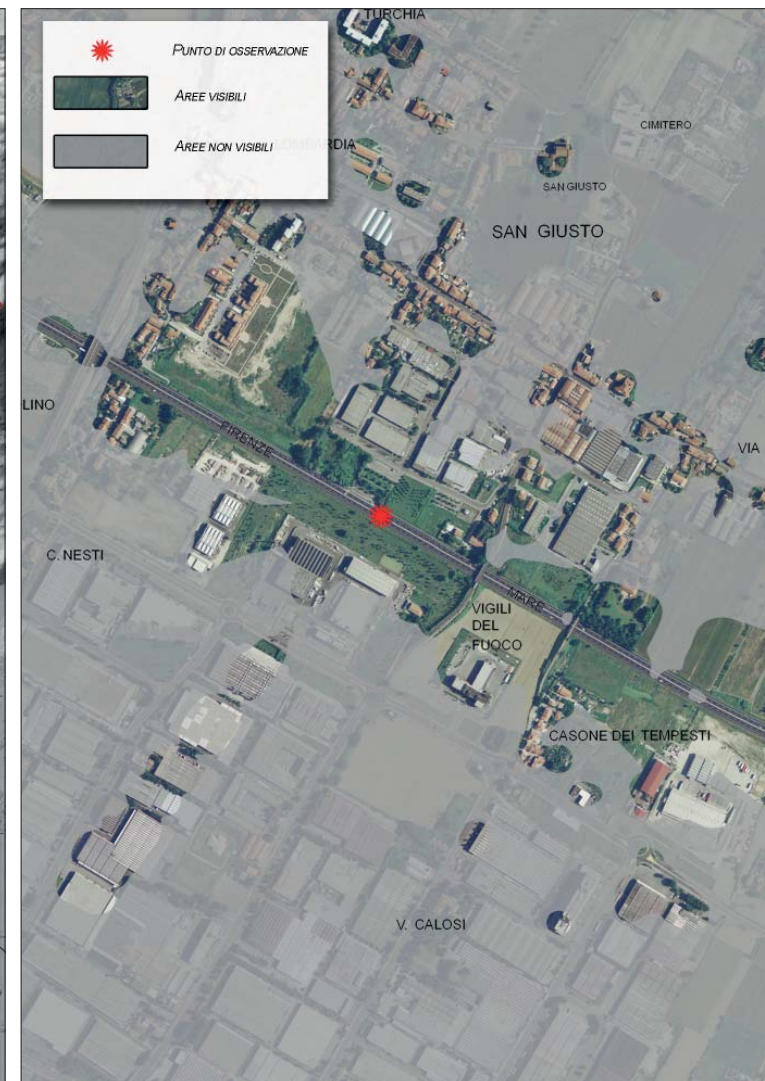 TURCHIA
PUNTO DI OSSERVAZIONE
AREE VISIBILI
AREE NON VISIBILI
LOMBARDIA
CIMITERO
SAN GIUSTO
SAN GIUSTO
LINO
FIRENZE
VIA
C. NESTI
MARE
VIGILI
DEL
FUOCO
CASONE DEI TEMPESTI
V. CALOSI